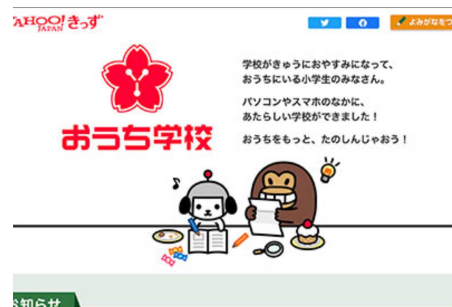 YAHOO!きっず
JAPAN
よみがなをつ
学校がきゅうにおやすみになって、
おうちにいる小学生のみなさん。
パソコンやスマホのなかに、
あたらしい学校ができました！
おうちをもっと、たのしんじゃおう！
おうち学校
お知らせ